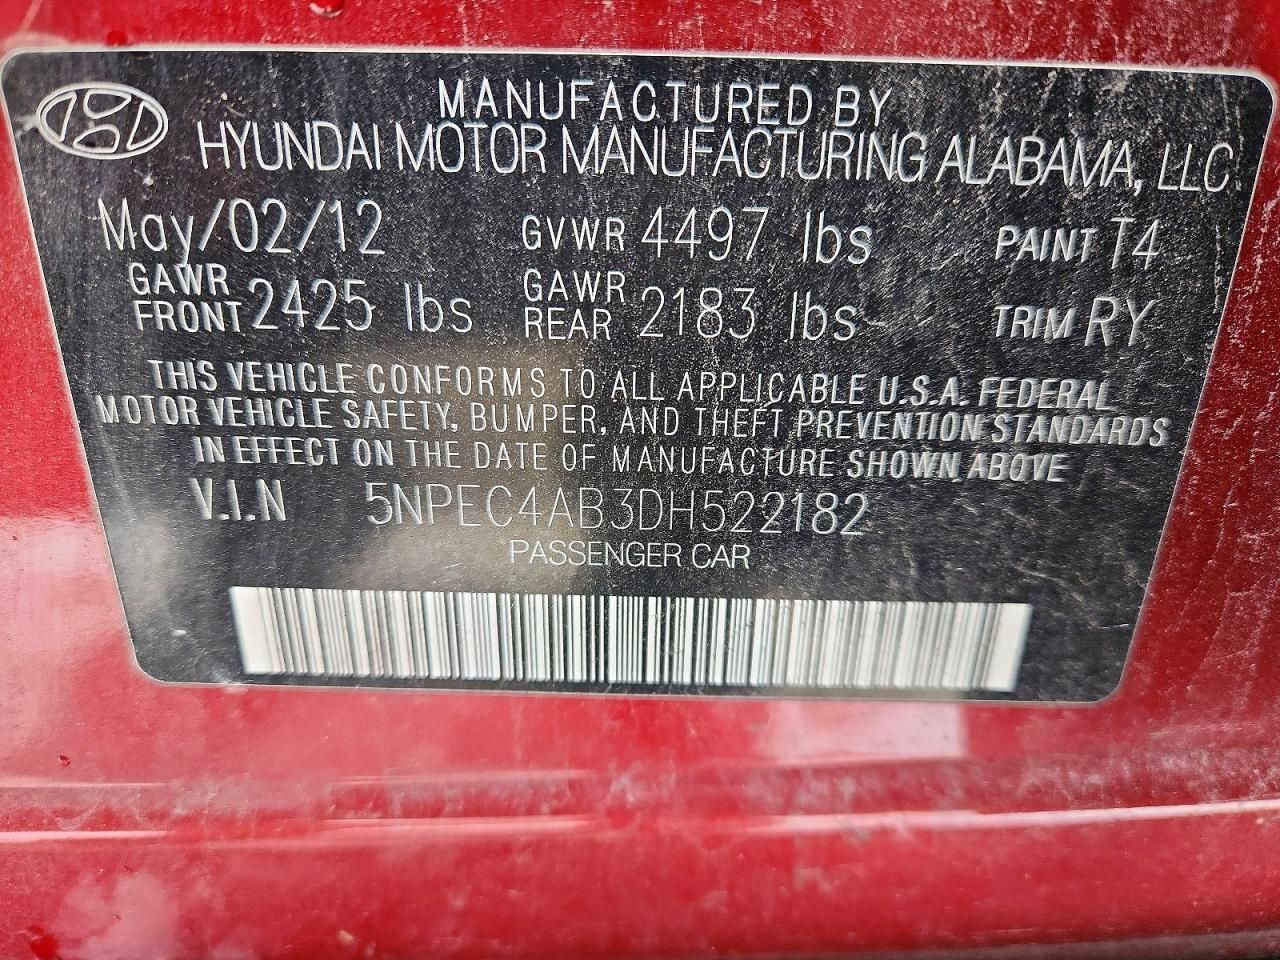 MANUFACTURED BY
HYUNDAI MOTOR MANUFACTURING ALABAMA, LLC.
May/02/12 GVWR 4497 lbs PAINT T4
GAWR FRONT 2425 lbs GAWR REAR 2183 lbs TRIM RY
THIS VEHICLE CONFORMS TO ALL APPLICABLE U.S.A. FEDERAL
MOTOR VEHICLE SAFETY, BUMPER, AND THEFT PREVENTION STANDARDS
IN EFFECT ON THE DATE OF MANUFACTURE SHOWN ABOVE
V.I.N 5NPEC4AB3DH522182
PASSENGER CAR